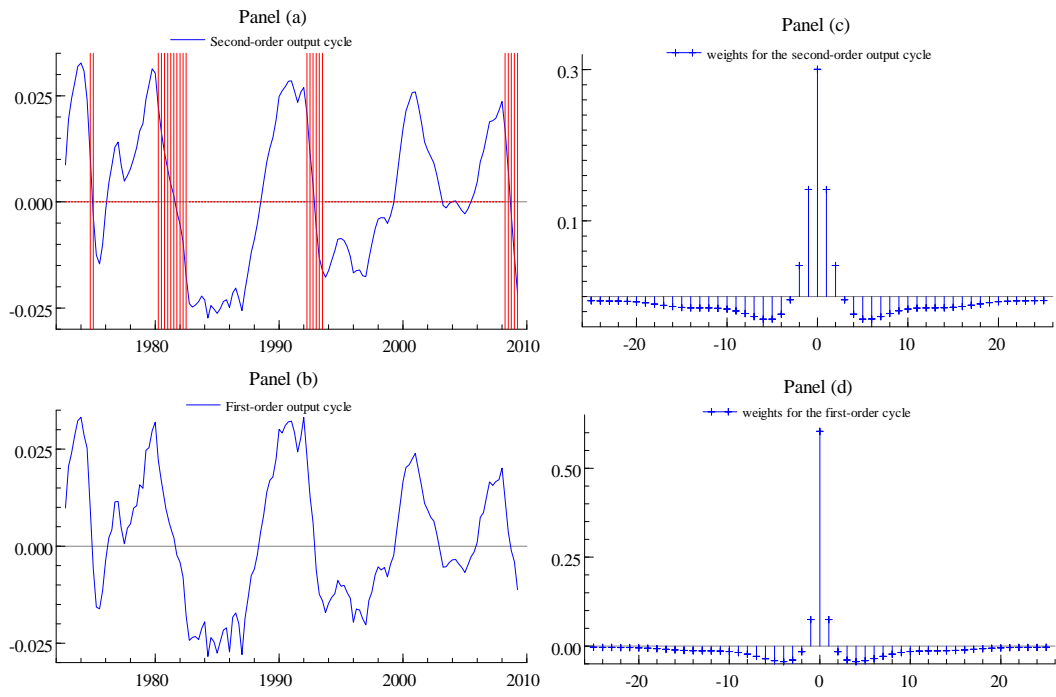 Panel (a)
Second-order output cycle
0.025
0.000
-0.025
1980 1990 2000 2010
Panel (c)
weights for the second-order output cycle
0.3
0.1
-20 -10 0 10 20
Panel (b)
First-order output cycle
0.025
0.000
-0.025
1980 1990 2000 2010
Panel (d)
weights for the first-order cycle
0.50
0.25
0.00
-20 -10 0 10 20